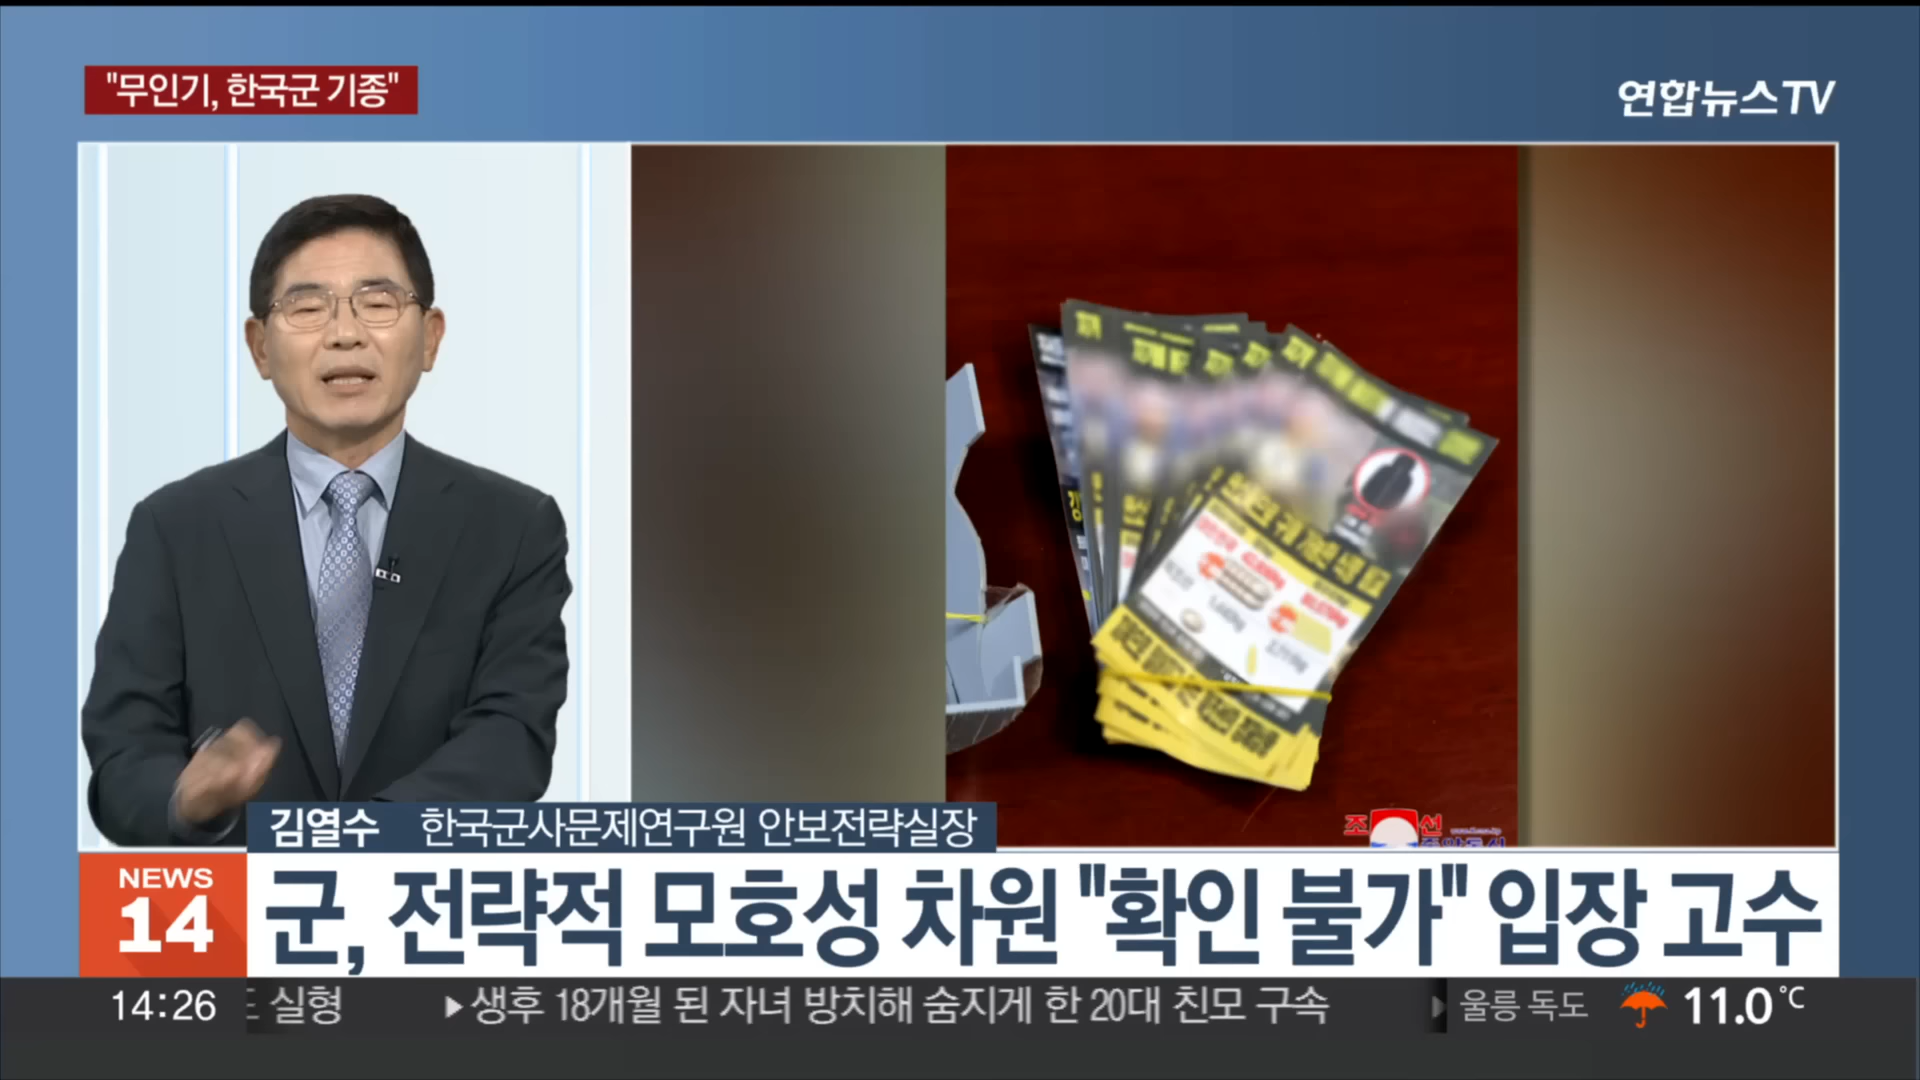 "무인기, 한국군 기종"
연합뉴스TV
조선
김열수 한국군사문제연구원 안보전략실장
NEWS
14
군, 전략적 모호성 차원 "확인 불가" 입장 고수
14:26
실형 ▶생후 18개월 된 자녀 방치해 숨지게 한 20대 친모 구속
울릉 독도 11.0℃